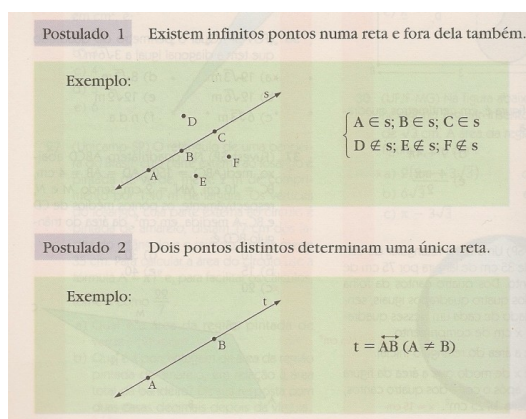 Postulado 1 Existem infinitos pontos numa reta e fora dela também.
Exemplo:
s
D
C
B
F
A
E
A ∈ s; B ∈ s; C ∈ s
D ∉ s; E ∉ s; F ∉ s
Postulado 2 Dois pontos distintos determinam uma única reta.
Exemplo:
t
B
A
t = AB (A ≠ B)